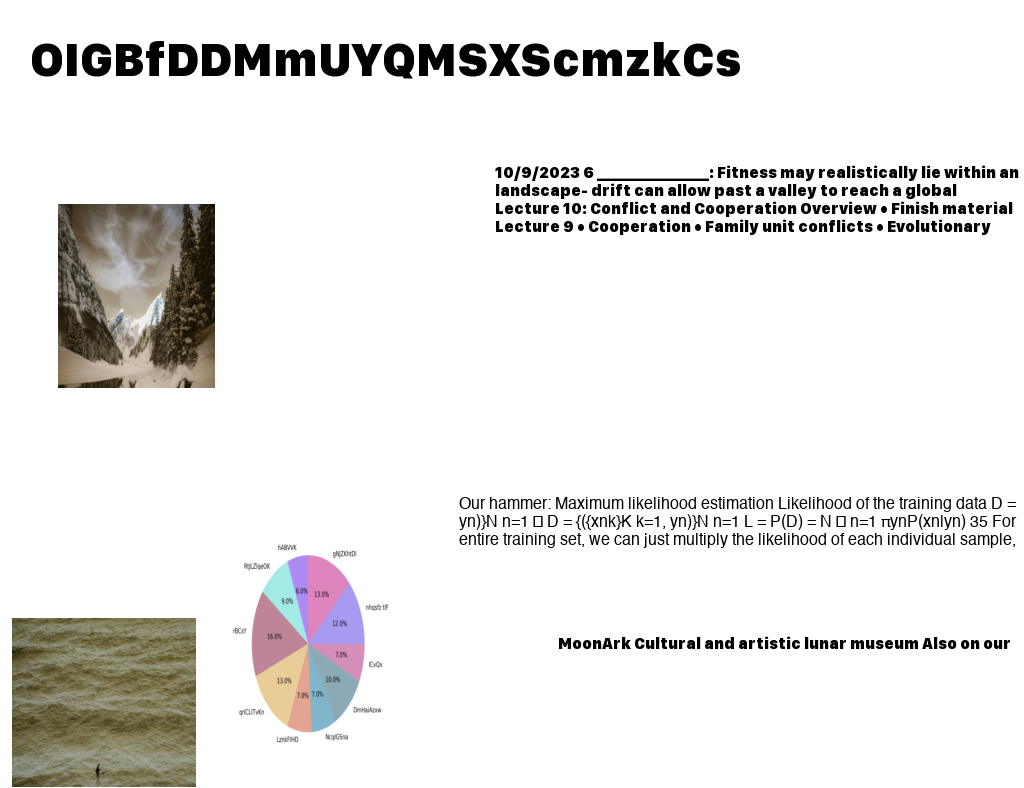 OIGBfDDMmUYQMSXScmzkCs
10/9/2023 6 ______________: Fitness may realistically lie within an
landscape- drift can allow past a valley to reach a global
Lecture 10: Conflict and Cooperation Overview • Finish material
Lecture 9 • Cooperation • Family unit conflicts • Evolutionary
Our hammer: Maximum likelihood estimation Likelihood of the training data D =
yn)}N n=1 □ D = {({xnk}K k=1, yn)}N n=1 L = P(D) = N □ n=1 πynP(xn|yn) 35 For
entire training set, we can just multiply the likelihood of each individual sample,
hABVVK
gNJZKhtDl
RtJLZlqeOK
6.0%
13.0%
9.0%
nhqsfz tIF
12.0%
rBCsY
16.0%
7.0%
ICvQx
13.0%
10.0%
7.0%
7.0%
qrICLITvKn
DmHaiAzxw
LznkFIHD
NcqlGSna
MoonArk Cultural and artistic lunar museum Also on our